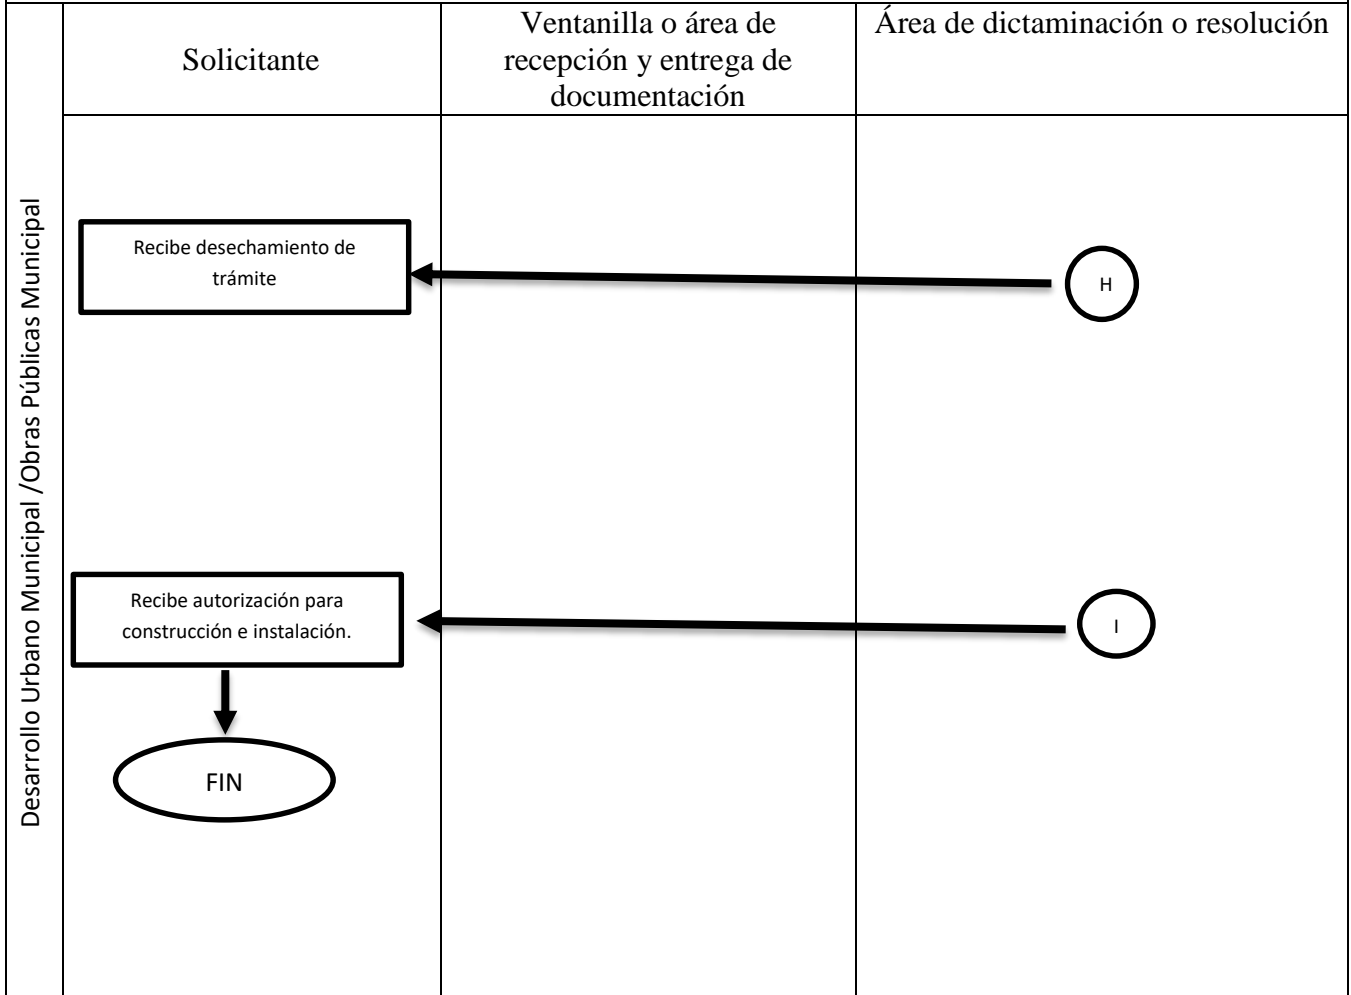 Solicitante
Ventanilla o área de
recepción y entrega de
documentación
Área de dictaminación o resolución
Desarrollo Urbano Municipal /Obras Públicas Municipal
Recibe desechamiento de
trámite
H
Recibe autorización para
construcción e instalación.
I
FIN